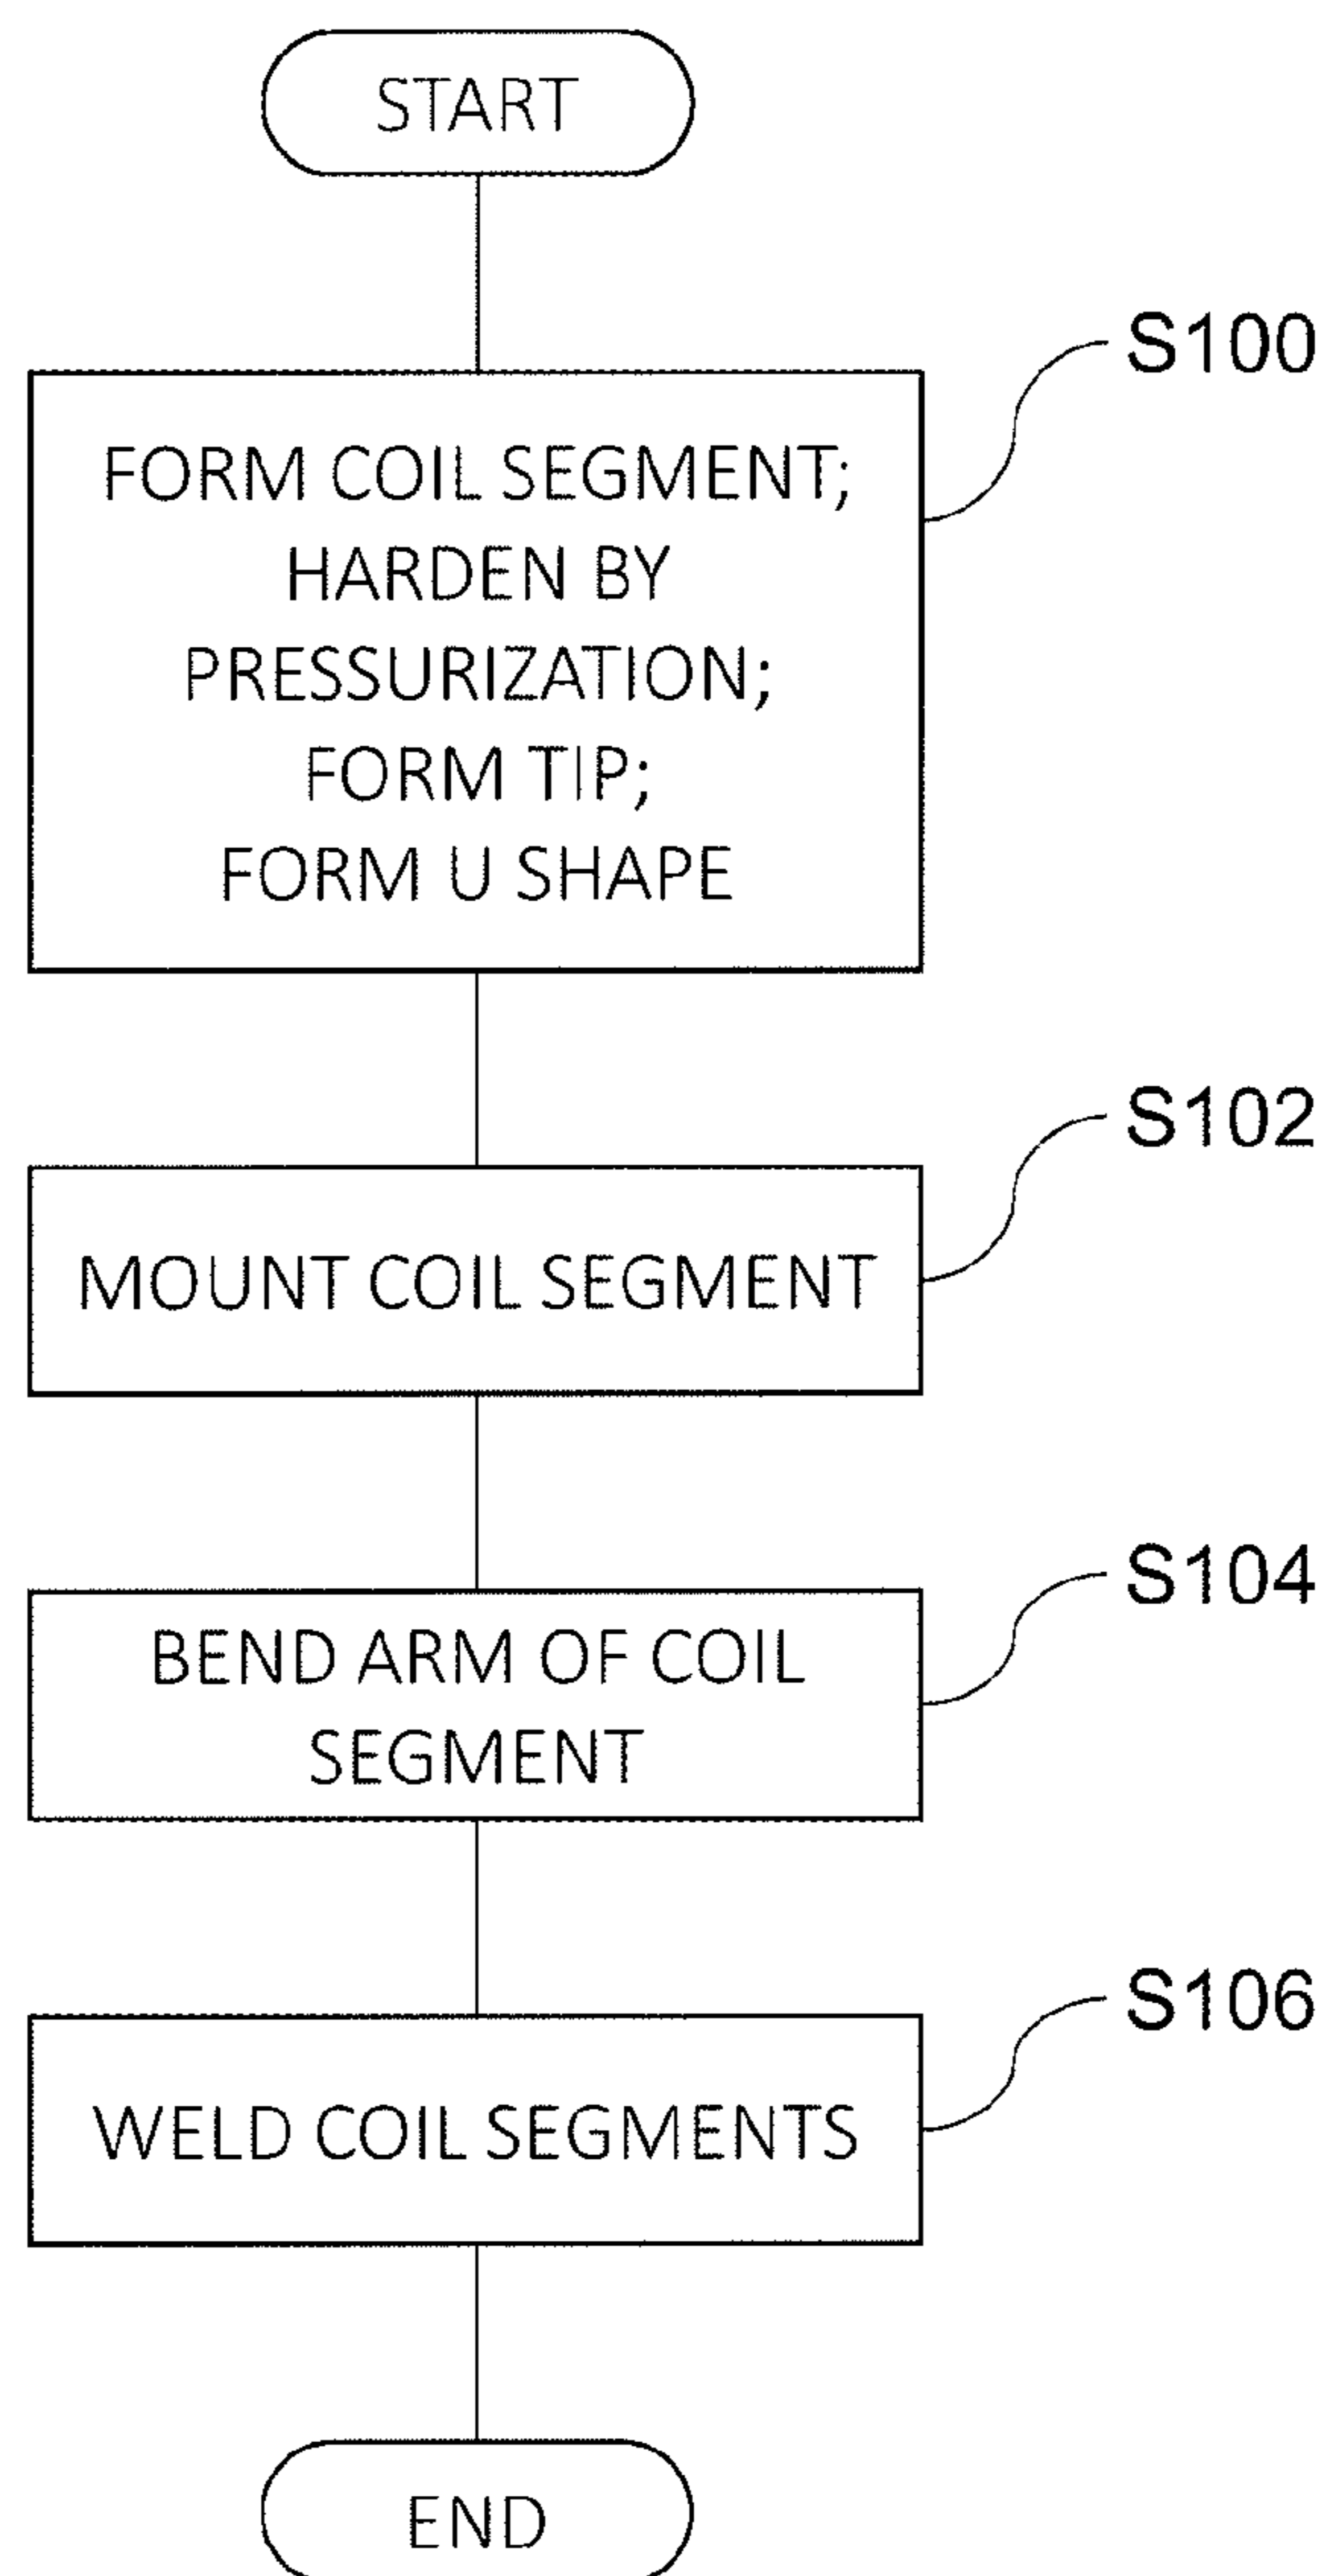 START
S100
FORM COIL SEGMENT;
HARDEN BY
PRESSURIZATION;
FORM TIP;
FORM U SHAPE
S102
MOUNT COIL SEGMENT
S104
BEND ARM OF COIL
SEGMENT
S106
WELD COIL SEGMENTS
END